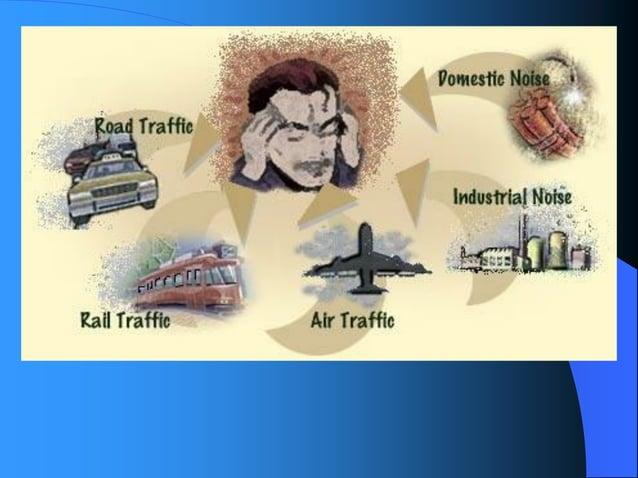 Domestic Noise
Road Traffic
Industrial Noise
Rail Traffic
Air Traffic